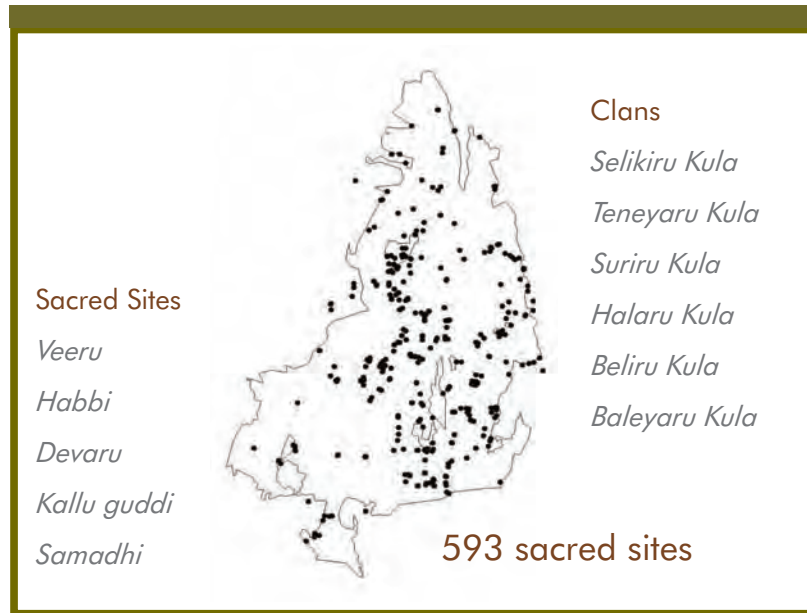 Sacred Sites
Veeru
Habbi
Devaru
Kallu guddi
Samadhi
Clans
Selikiru Kula
Teneyaru Kula
Suriru Kula
Halaru Kula
Beliru Kula
Baleyaru Kula
593 sacred sites